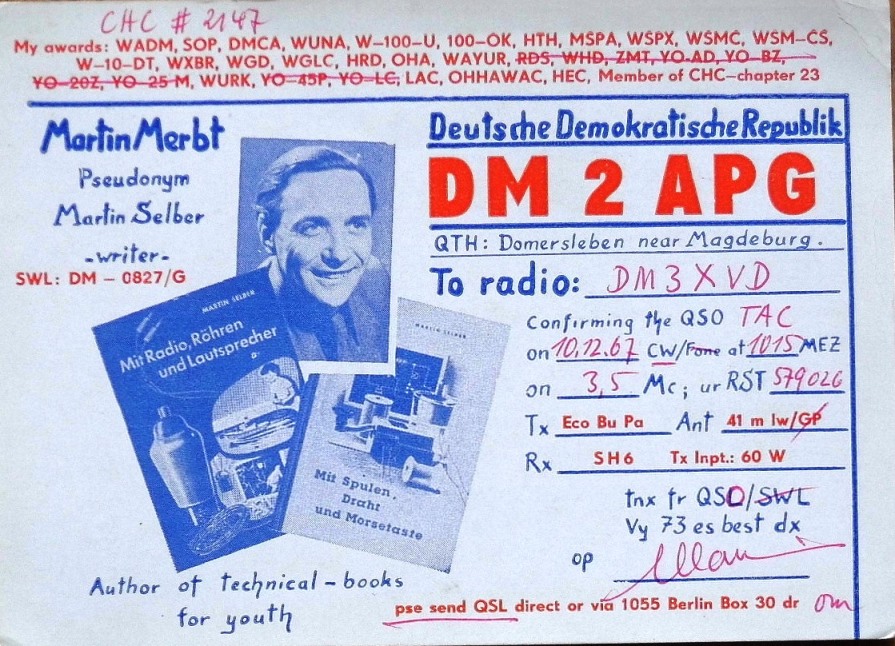 CHC # 2147
My awards: WADM, SOP, DMCA, WUNA, W-100-U, 100-OK, HTH, MSPA, WSPX, WSMC, WSM-CS,
W-10-DT, WXBR, WGD, WGLC, HRD, OHA, WAYUR, RDS, WHD, ZMT, YO-AD, YO-BZ,
YO-20Z, YO-25 M, WURK, YO-45P, YO-LC, LAC, OHHAWAC, HEC, Member of CHC-chapter 23
Martin Merbt
Pseudonym
Martin Selber
-writer-
SWL: DM - 0827/G
MARTIN SELBER
Mit Radio, Röhren
und Lautsprecher
MARTIN SELBER
Mit Spulen,
Draht
und Morsetaste
Author of technical-books
for youth
Deutsche Demokratische Republik
DM 2 APG
QTH: Domersleben near Magdeburg.
To radio: DM3XVD
Confirming the QSO TAC
on 10.12.67 CW/Fone at 1015 MEZ
on 3,5 Mc; ur RST 579026
Tx Eco Bu Pa Ant 41 m lw/GP
Rx SH6 Tx Inpt.: 60 W
tnx fr QSO/SWL
Vy 73 es best dx
op
pse send QSL direct or via 1055 Berlin Box 30 dr om